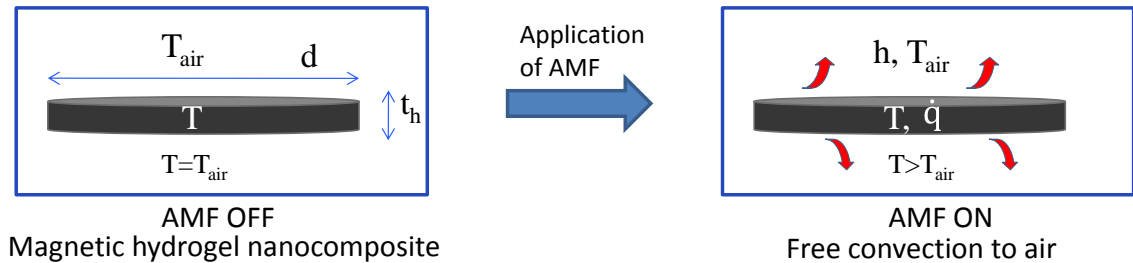 T_air
d
t_h
T
T=T_air
AMF OFF
Magnetic hydrogel nanocomposite
Application
of AMF
h, T_air
T, q̇
T>T_air
AMF ON
Free convection to air